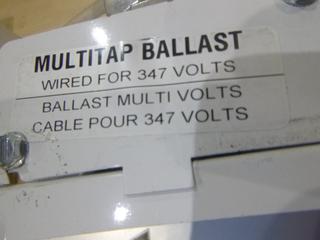 MULTITAP BALLAST
WIRED FOR 347 VOLTS
BALLAST MULTI VOLTS
CABLE POUR 347 VOLTS